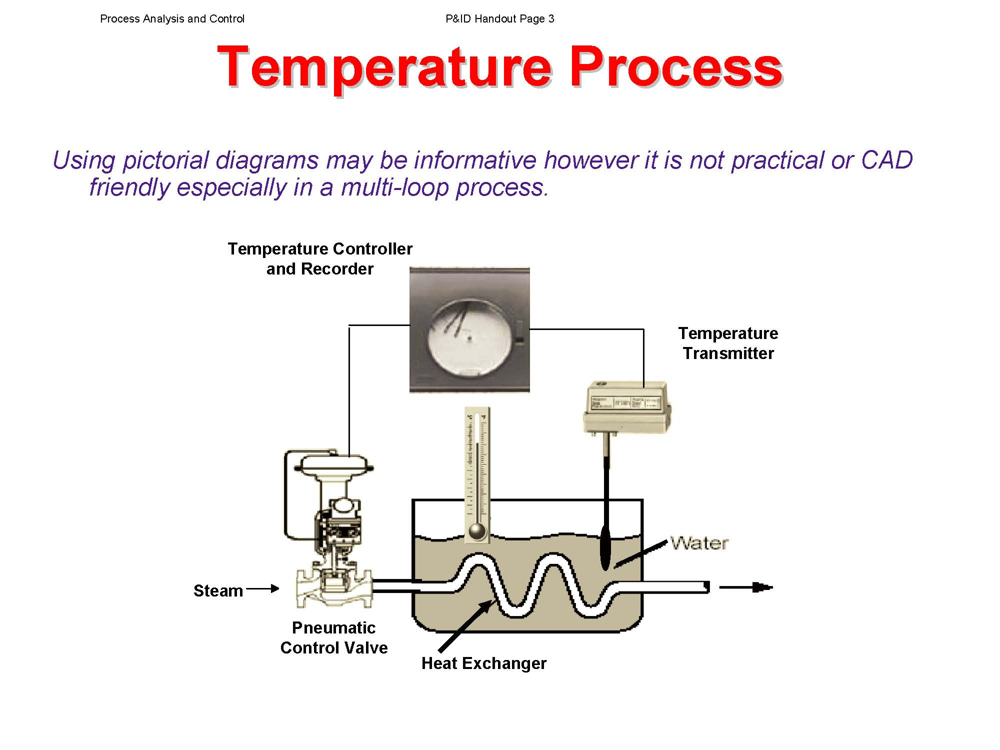 Process Analysis and Control
P&ID Handout Page 3
Temperature Process
Using pictorial diagrams may be informative however it is not practical or CAD
friendly especially in a multi-loop process.
Temperature Controller
and Recorder
Temperature
Transmitter
°C °F
Water
Steam
Pneumatic
Control Valve
Heat Exchanger